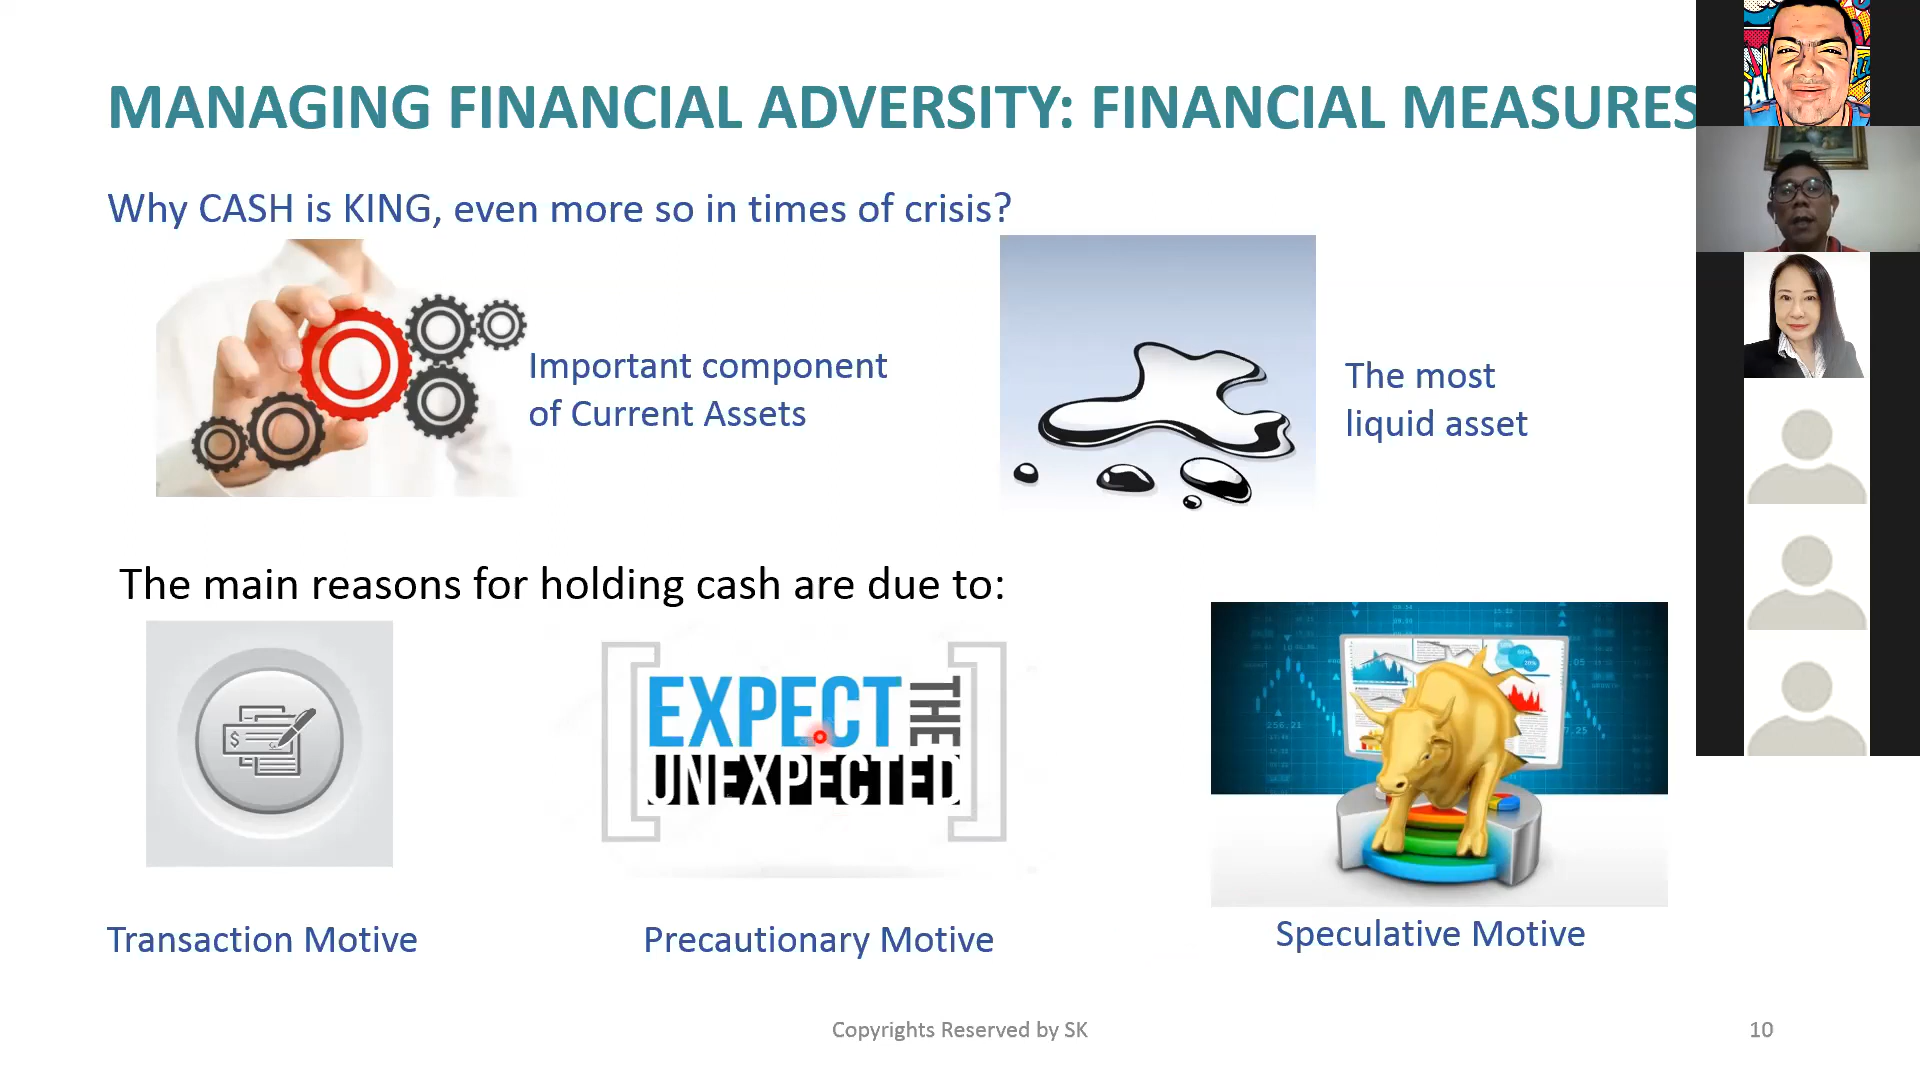 MANAGING FINANCIAL ADVERSITY: FINANCIAL MEASURES
Why CASH is KING, even more so in times of crisis?
Important component
of Current Assets
The most
liquid asset
The main reasons for holding cash are due to:
$
EXPECT THE
UNEXPECTED
Transaction Motive
Precautionary Motive
Speculative Motive
Copyrights Reserved by SK
10